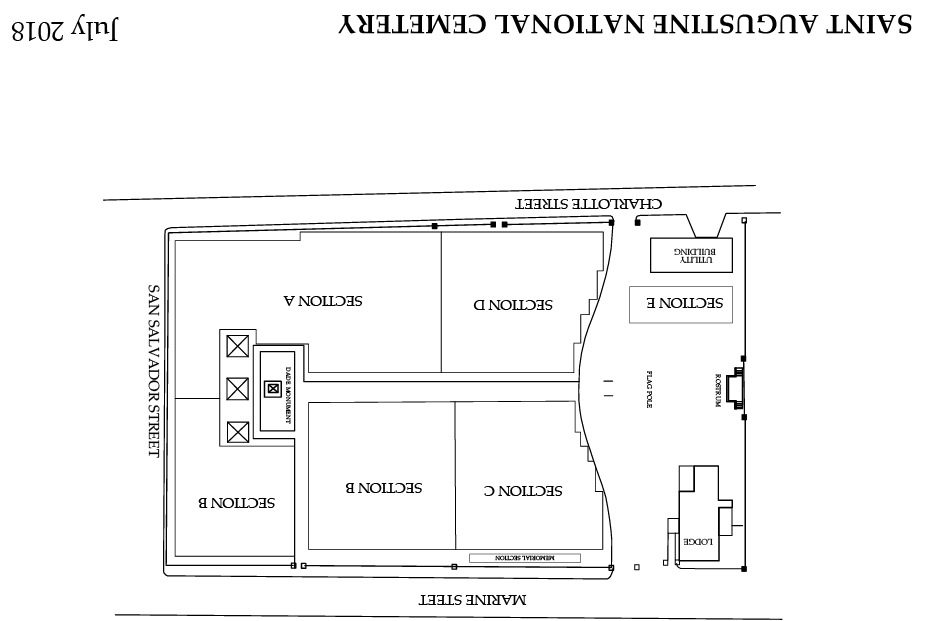 MARINE STEET
MEMORIAL SECTION
LODGE
SECTION B
SECTION C
SECTION B
ROSTRUM
FLAG POLE
DADE MONUMENT
SAN SALVADOR STREET
SECTION E
SECTION D
SECTION A
UTILITY
BUILDING
CHARLOTTE STREET
SAINT AUGUSTINE NATIONAL CEMETERY
July 2018